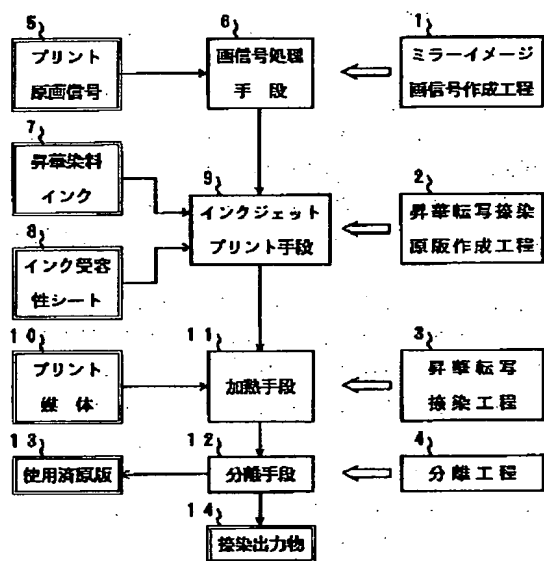 5
プリント
原画信号
6
画信号処理
手段
1
ミラーイメージ
画信号作成工程
7
昇華染料
インク
9
インクジェット
プリント手段
2
昇華転写捺染
原版作成工程
8
インク受容
性シート
10
プリント
媒体
11
加熱手段
3
昇華転写
捺染工程
13
使用済原版
12
分離手段
4
分離工程
14
捺染出力物